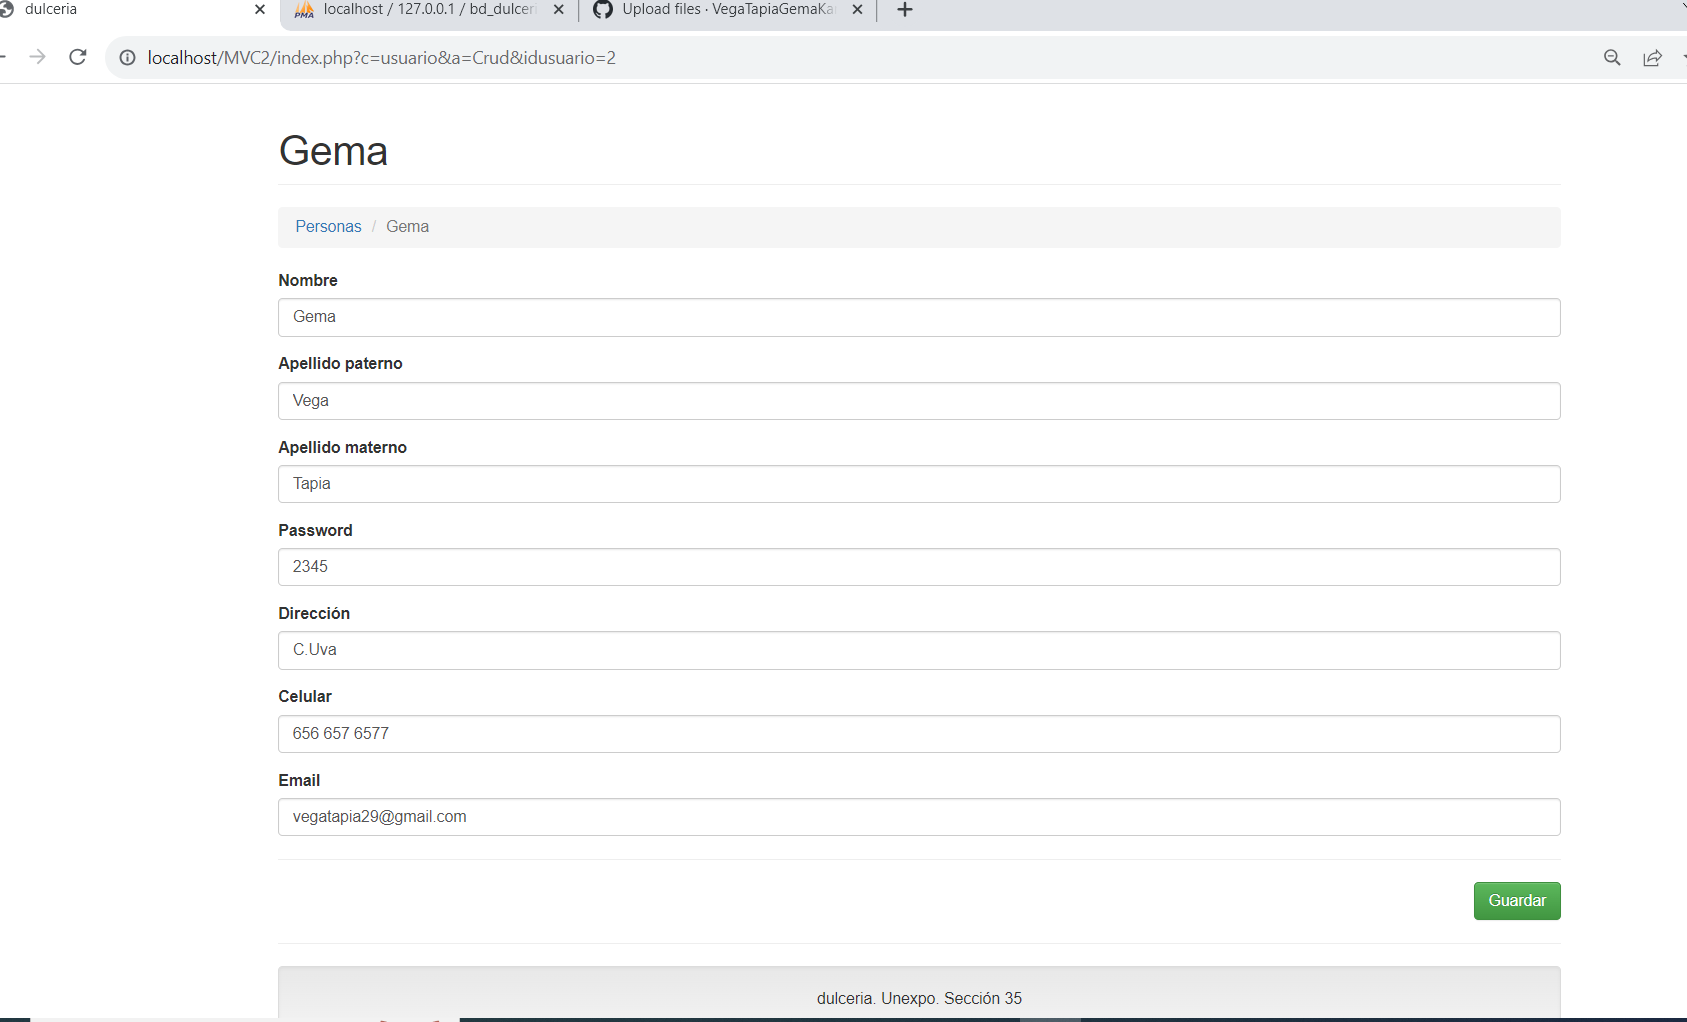 dulceria
PMA
localhost / 127.0.0.1 / bd_dulceri
Upload files · VegaTapiaGemaKa
localhost/MVC2/index.php?c=usuario&a=Crud&idusuario=2
Gema
Personas / Gema
Nombre
Gema
Apellido paterno
Vega
Apellido materno
Tapia
Password
2345
Dirección
C.Uva
Celular
656 657 6577
Email
vegatapia29@gmail.com
Guardar
dulceria. Unexpo. Sección 35